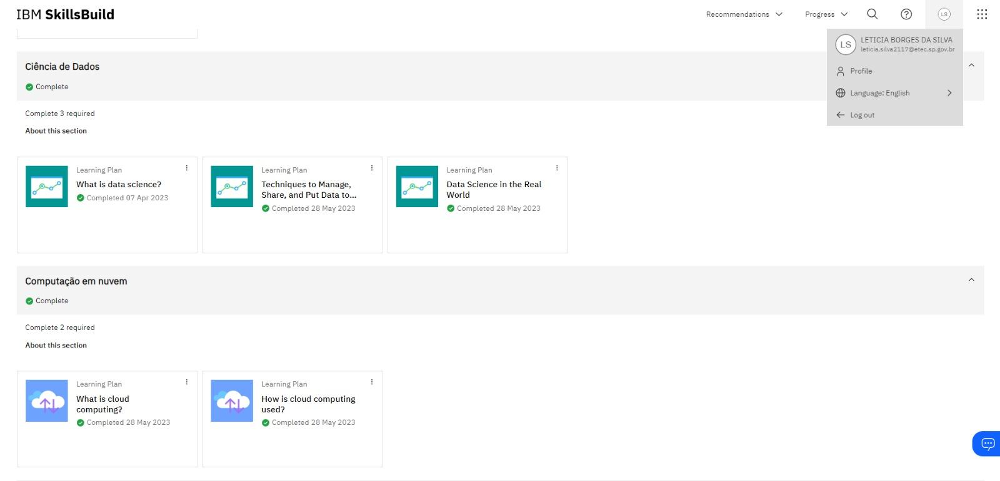 IBM SkillsBuild
Recommendations
Progress
LS
LS
LETICIA BORGES DA SILVA
leticia.silva2117@etec.sp.gov.br
Profile
Language: English
Log out
Ciência de Dados
Complete
Complete 3 required
About this section
Learning Plan
What is data science?
Completed 07 Apr 2023
Learning Plan
Techniques to Manage,
Share, and Put Data to...
Completed 28 May 2023
Learning Plan
Data Science in the Real
World
Completed 28 May 2023
Computação em nuvem
Complete
Complete 2 required
About this section
Learning Plan
What is cloud
computing?
Completed 28 May 2023
Learning Plan
How is cloud computing
used?
Completed 28 May 2023